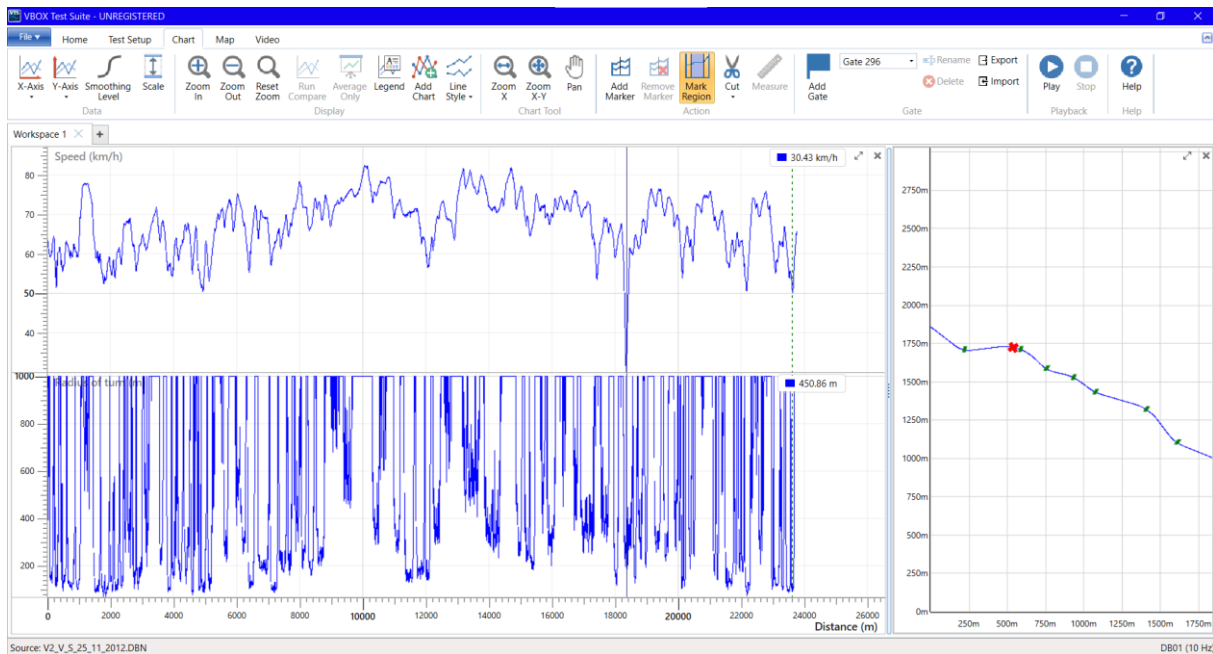 VBOX Test Suite - UNREGISTERED
File Home Test Setup Chart Map Video
X-Axis Y-Axis Smoothing Level Scale Zoom In Zoom Out Reset Zoom Run Compare Average Only Legend Add Chart Line Style Zoom X Zoom X-Y Pan Add Marker Remove Marker Mark Region Cut Measure Add Gate Gate 296 Rename Export Delete Import Play Stop Help
Data Display Chart Tool Action Gate Playback Help
Workspace 1
Speed (km/h)
30.43 km/h
80
70
60
50
40
Radius of turn (m)
450.86 m
1000
800
600
400
200
0 2000 4000 6000 8000 10000 12000 14000 16000 18000 20000 22000 24000 26000
Distance (m)
2750m
2500m
2250m
2000m
1750m
1500m
1250m
1000m
750m
500m
250m
0m
250m 500m 750m 1000m 1250m 1500m 1750m
Source: V2_V_S_25_11_2012.DBN
DB01 (10 Hz)